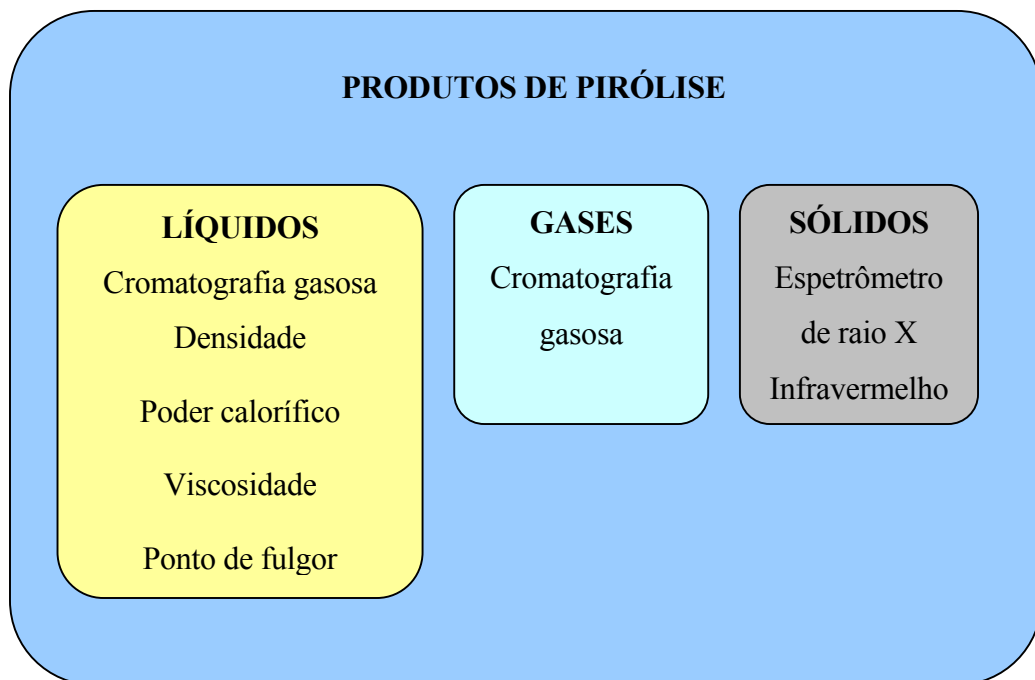 PRODUTOS DE PIRÓLISE
LÍQUIDOS
Cromatografia gasosa
Densidade
Poder calorífico
Viscosidade
Ponto de fulgor
GASES
Cromatografia
gasosa
SÓLIDOS
Espetrômetro
de raio X
Infravermelho